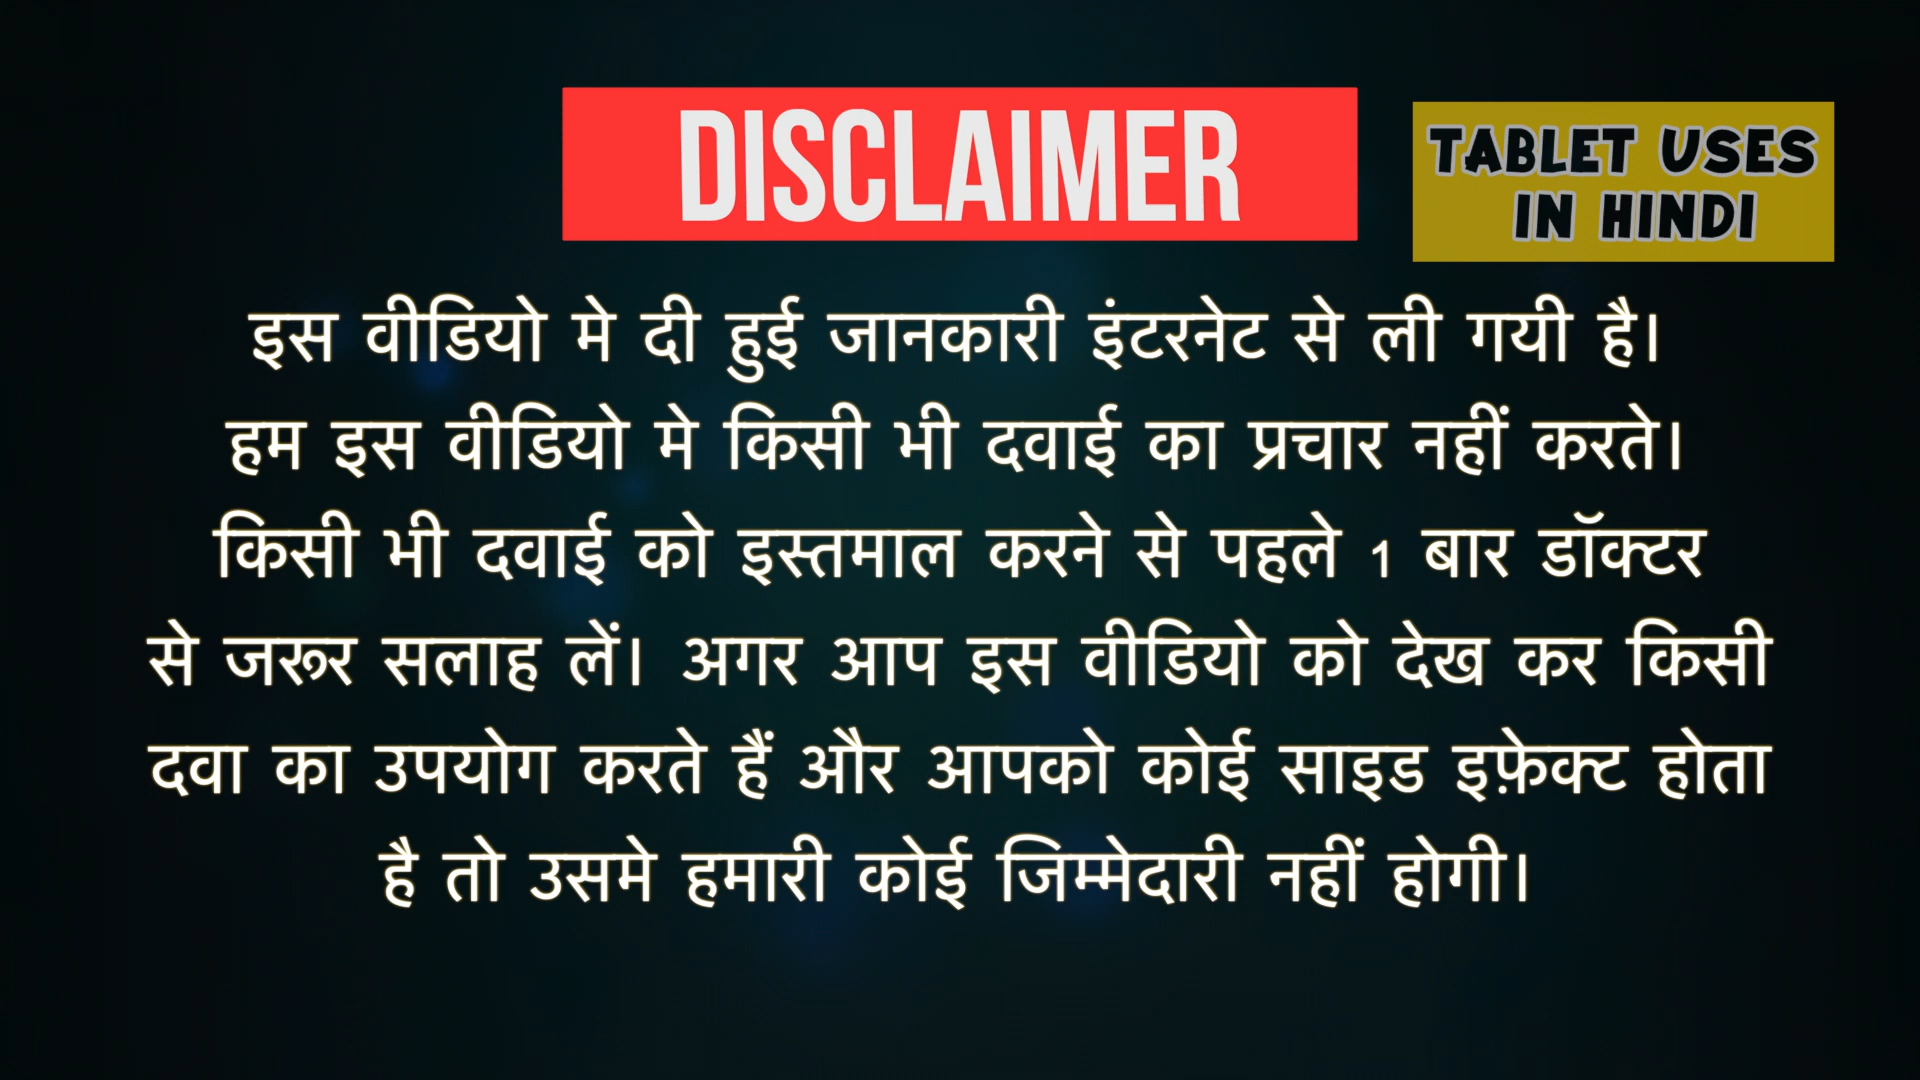 DISCLAIMER
TABLET USES
IN HINDI
इस वीडियो मे दी हुई जानकारी इंटरनेट से ली गयी है।
हम इस वीडियो मे किसी भी दवाई का प्रचार नहीं करते।
किसी भी दवाई को इस्तमाल करने से पहले 1 बार डॉक्टर
से जरूर सलाह लें। अगर आप इस वीडियो को देख कर किसी
दवा का उपयोग करते हैं और आपको कोई साइड इफ़ेक्ट होता
है तो उसमे हमारी कोई जिम्मेदारी नहीं होगी।